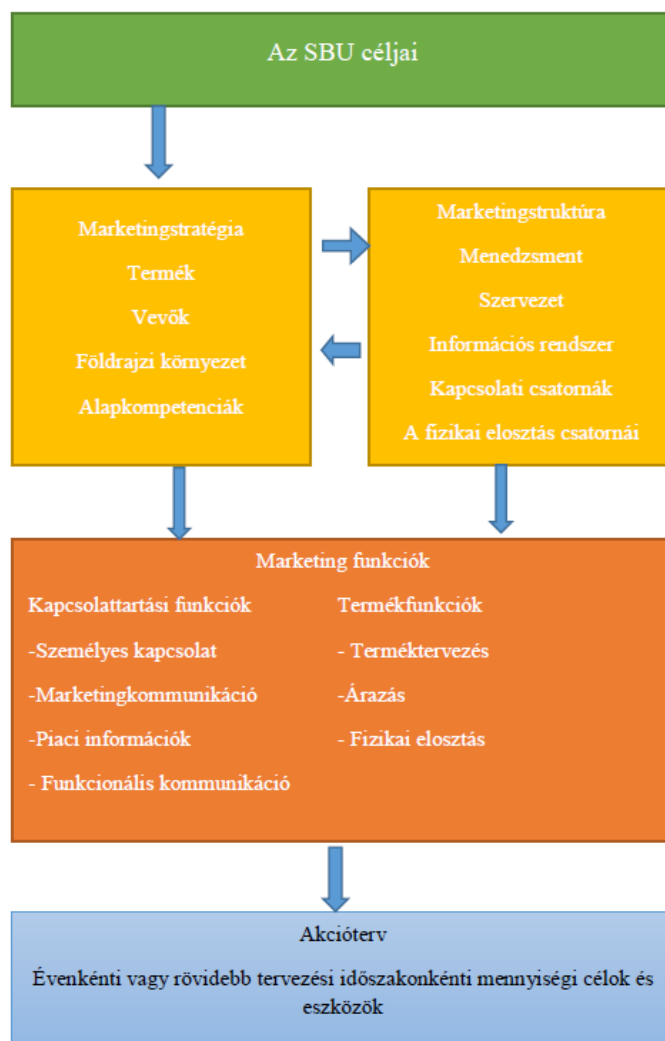 Az SBU céljai
Marketingstratégia
Termék
Vevők
Földrajzi környezet
Alapkompetenciák
Marketingstruktúra
Menedzsment
Szervezet
Információs rendszer
Kapcsolati csatornák
A fizikai elosztás csatornái
Marketing funkciók
Kapcsolattartási funkciók
-Személyes kapcsolat
-Marketingkommunikáció
-Piaci információk
- Funkcionális kommunikáció
Termékfunkciók
- Terméktervezés
-Árazás
- Fizikai elosztás
Akcióterv
Évenkénti vagy rövidebb tervezési időszakonkénti mennyiségi célok és
eszközök